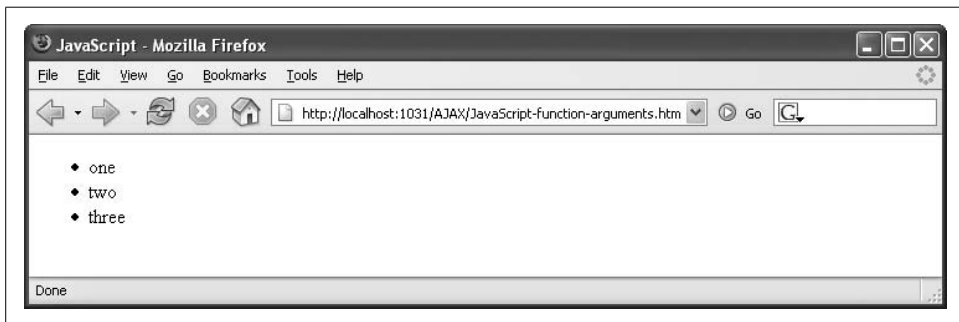 JavaScript - Mozilla Firefox
File Edit View Go Bookmarks Tools Help
http://localhost:1031/AJAX/JavaScript-function-arguments.htm Go G
• one
• two
• three
Done